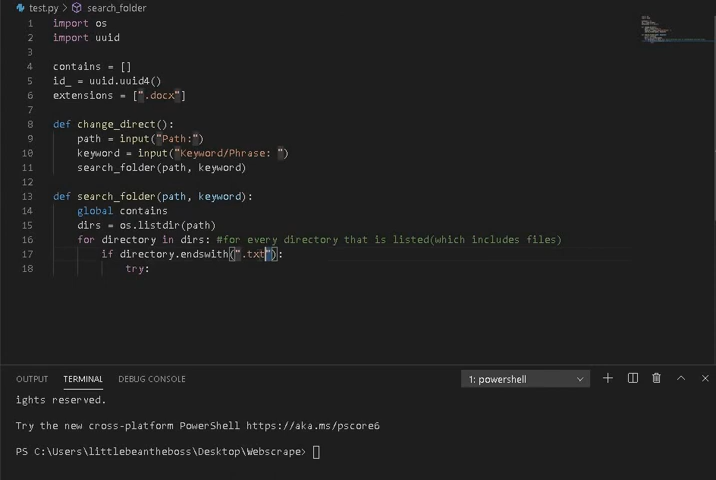 test.py > search_folder
1 import os
2 import uuid
3
4 contains = []
5 id_ = uuid.uuid4()
6 extensions = [".docx"]
7
8 def change_direct():
9 path = input("Path:")
10 keyword = input("Keyword/Phrase: ")
11 search_folder(path, keyword)
12
13 def search_folder(path, keyword):
14 global contains
15 dirs = os.listdir(path)
16 for directory in dirs: #for every directory that is listed(which includes files)
17 if directory.endswith(".txt"):
18 try:
OUTPUT TERMINAL DEBUG CONSOLE 1: powershell
ights reserved.
Try the new cross-platform PowerShell https://aka.ms/pscore6
PS C:\Users\littlebeantheboss\Desktop\Webscrape>